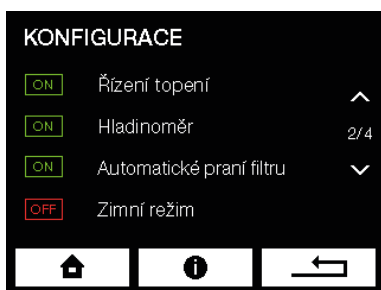 KONFIGURACE
ON Řízení topení
ON Hladinoměr
2/4
ON Automatické praní filtru
OFF Zimní režim